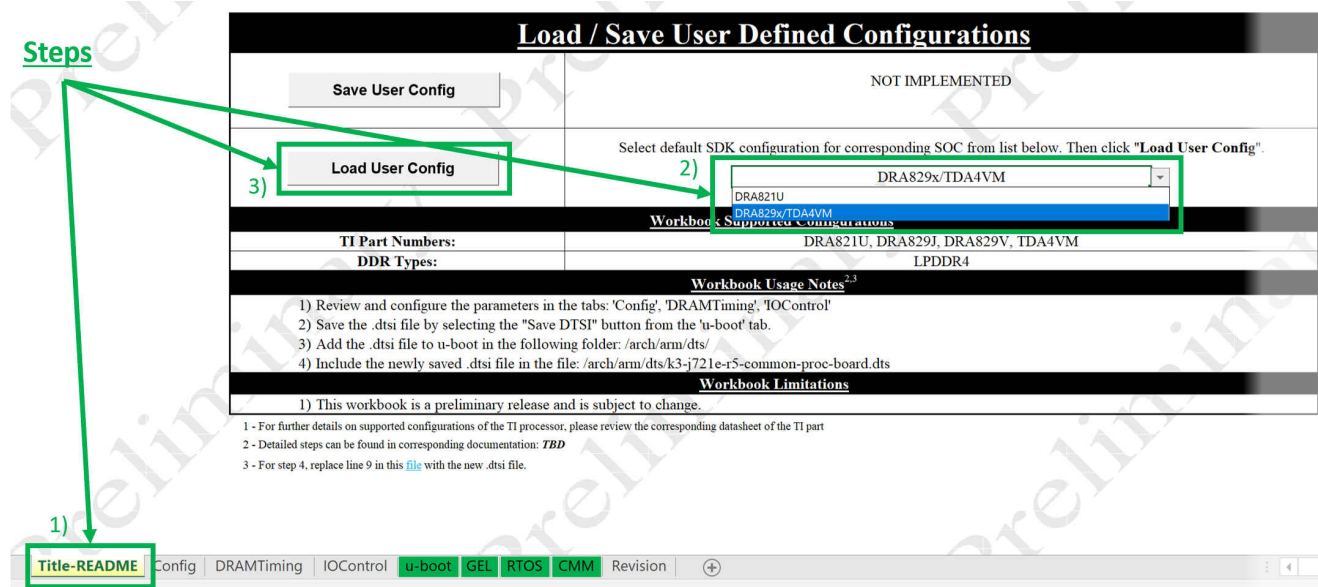 Steps
Load / Save User Defined Configurations
Save User Config
NOT IMPLEMENTED
Select default SDK configuration for corresponding SOC from list below. Then click "Load User Config".
Load User Config
2)
DRA829x/TDA4VM
3)
DRA821U
DRA829x/TDA4VM
Workbook Supported Configurations
TI Part Numbers: DRA821U, DRA829J, DRA829V, TDA4VM
DDR Types: LPDDR4
Workbook Usage Notes2,3
1) Review and configure the parameters in the tabs: 'Config', 'DRAMTiming', 'IOControl'
2) Save the .dtsi file by selecting the "Save DTSI" button from the 'u-boot' tab.
3) Add the .dtsi file to u-boot in the following folder: /arch/arm/dts/
4) Include the newly saved .dtsi file in the file: /arch/arm/dts/k3-j721e-r5-common-proc-board.dts
Workbook Limitations
1) This workbook is a preliminary release and is subject to change.
1 - For further details on supported configurations of the TI processor, please review the corresponding datasheet of the TI part
2 - Detailed steps can be found in corresponding documentation: TBD
3 - For step 4, replace line 9 in this file with the new .dtsi file.
1)
Title-README Config DRAMTiming IOControl u-boot GEL RTOS CMM Revision
Preliminary